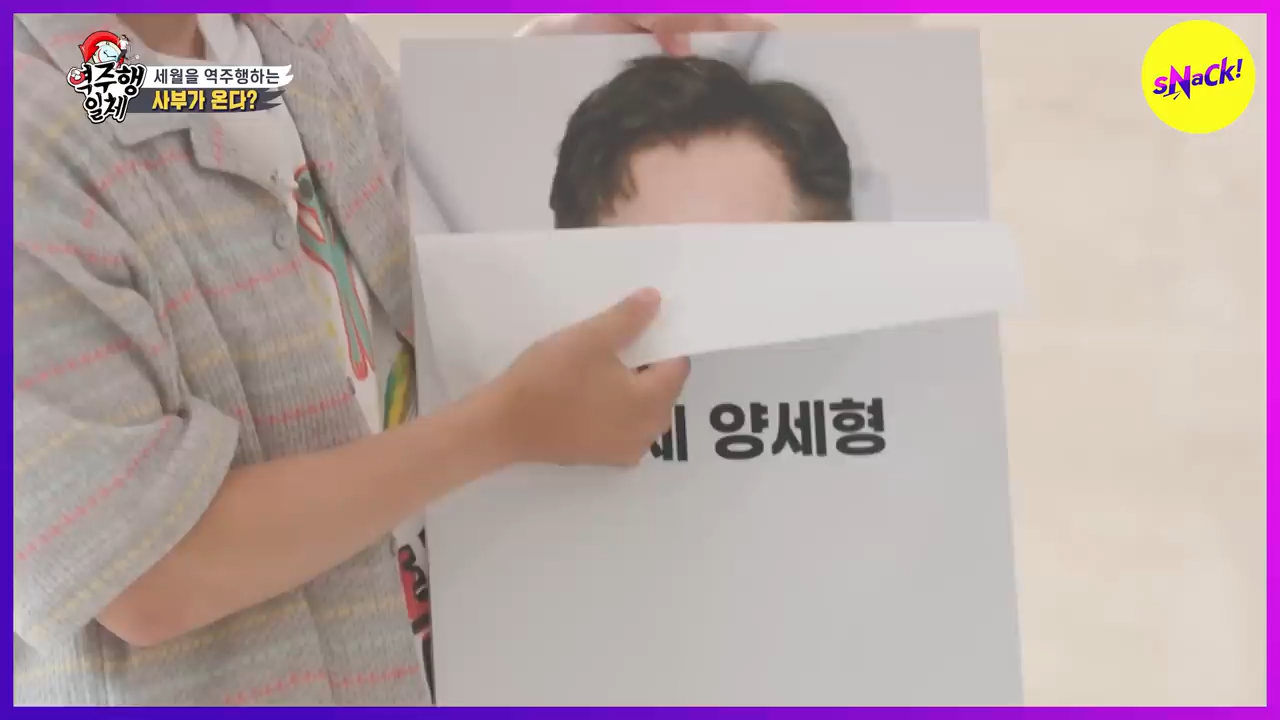 역주행
일체
세월을 역주행하는
사부가 온다?
sNaCk!
양세형